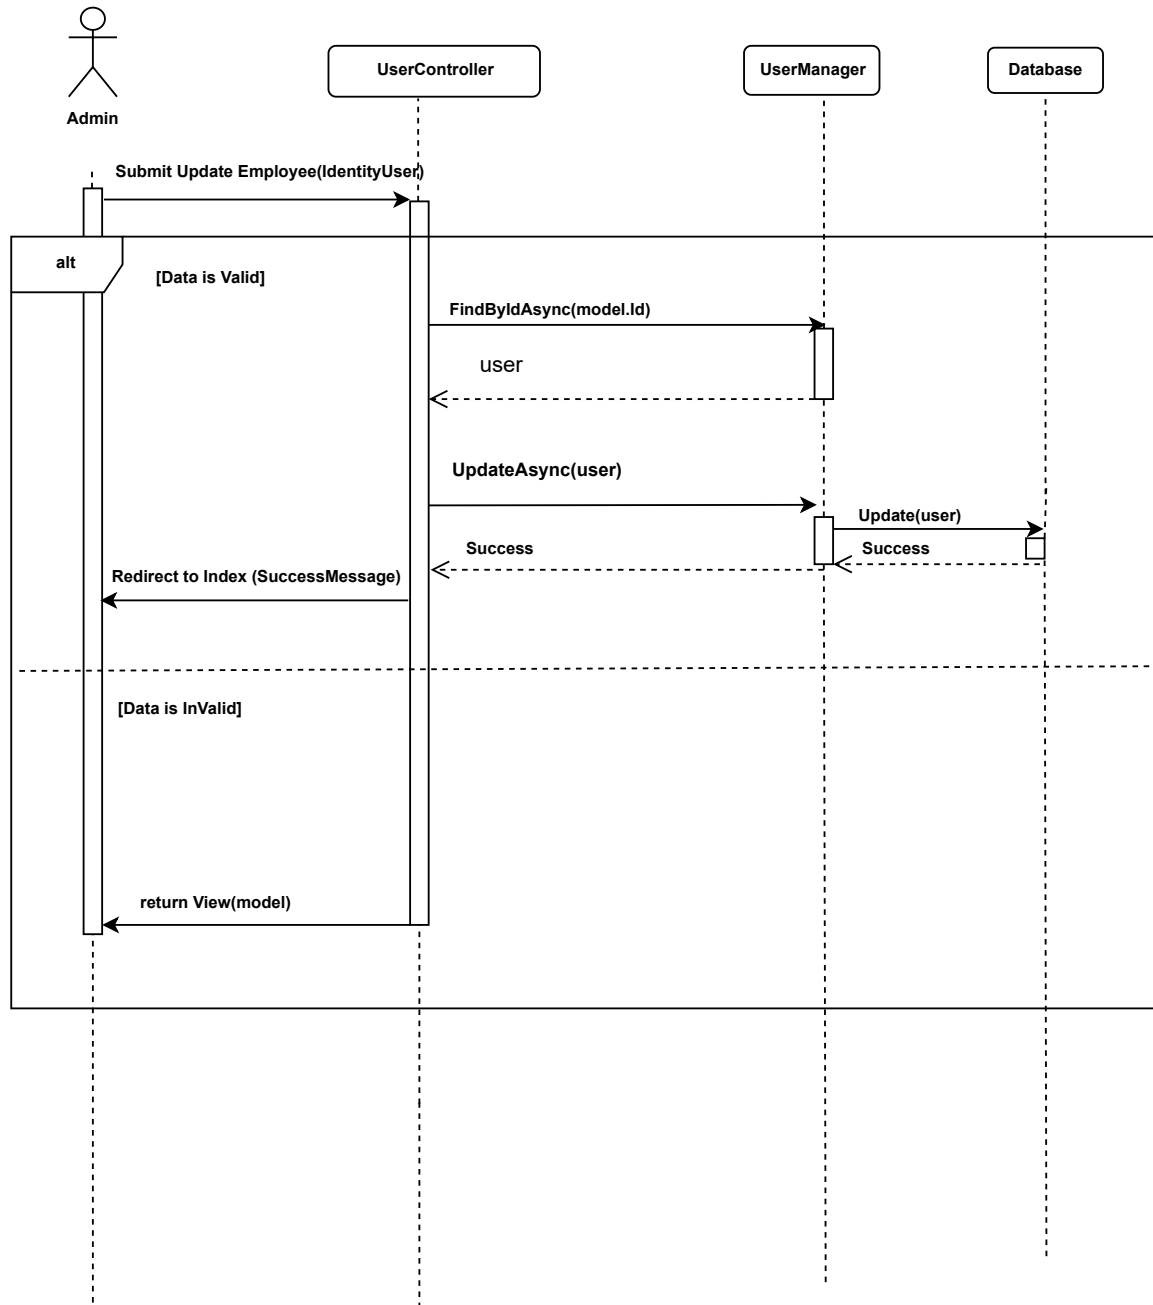 Admin
UserController
UserManager
Database
Submit Update Employee(IdentityUser)
alt
[Data is Valid]
FindByIdAsync(model.Id)
user
UpdateAsync(user)
Update(user)
Success
Success
Redirect to Index (SuccessMessage)
[Data is InValid]
return View(model)